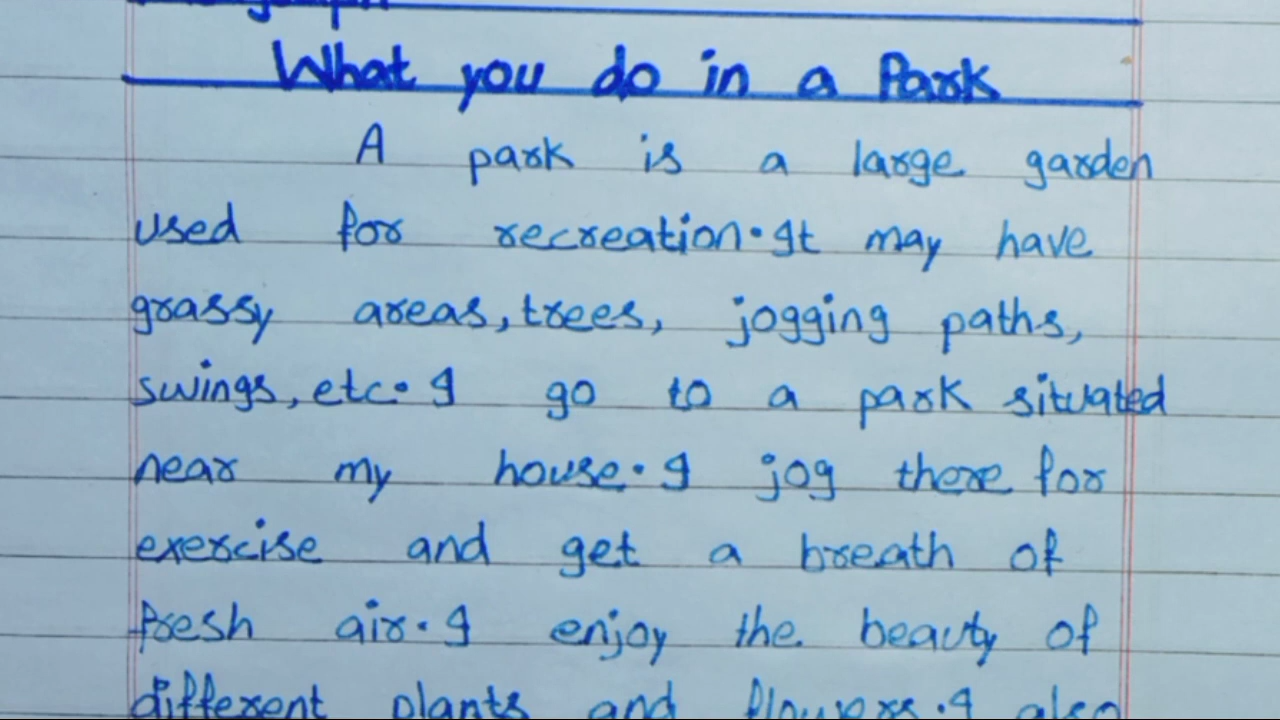 What you do in a Park
A park is a large garden
used for recreation. It may have
grassy areas, trees, jogging paths,
swings, etc. I go to a park situated
near my house. I jog there for
exercise and get a breath of
fresh air. I enjoy the beauty of
different plants and flowers. I also